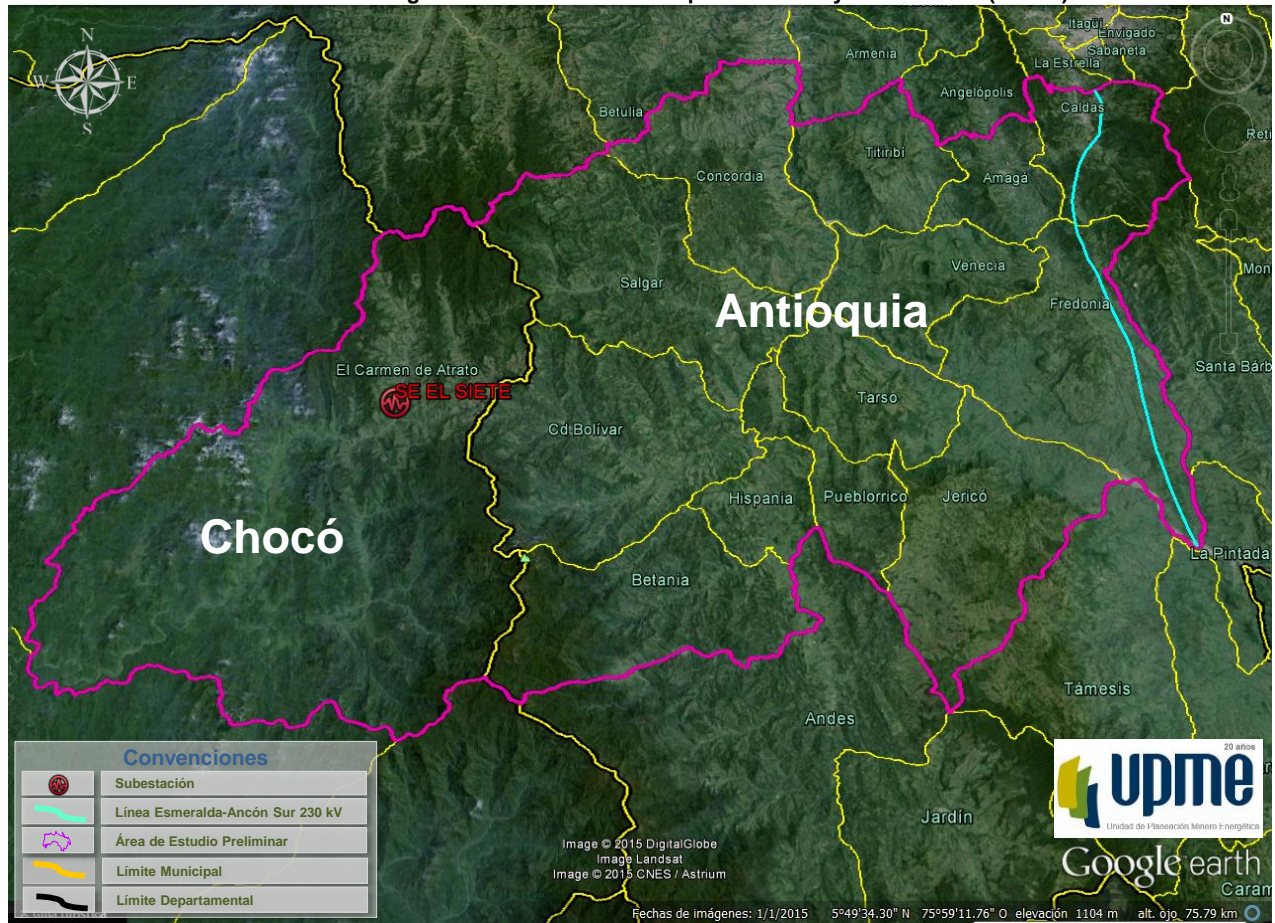 N
W E
S
N
Itagüí
Envigado
Sabaneta
La Estrella
Armenia
Angelópolis
Caldas
Betulia
Titiribí
Concordia
Amagá
Venecia
Salgar
Antioquia
Fredonia
El Carmen de Atrato
SE EL SIETE
Santa Bárb
Tarso
Cd Bolívar
Hispania
Pueblorrico
Jericó
Chocó
La Pintada
Betania
Támesis
Andes
Jardín
Convenciones
Subestación
Línea Esmeralda-Ancón Sur 230 kV
Área de Estudio Preliminar
Límite Municipal
Límite Departamental
20 años
upme
Unidad de Planeación Minero Energética
Image © 2015 DigitalGlobe
Image Landsat
Image © 2015 CNES / Astrium
Google earth
Caram
Fechas de imágenes: 1/1/2015 5°49'34.30" N 75°59'11.76" O elevación 1104 m alt. ojo 75.79 km